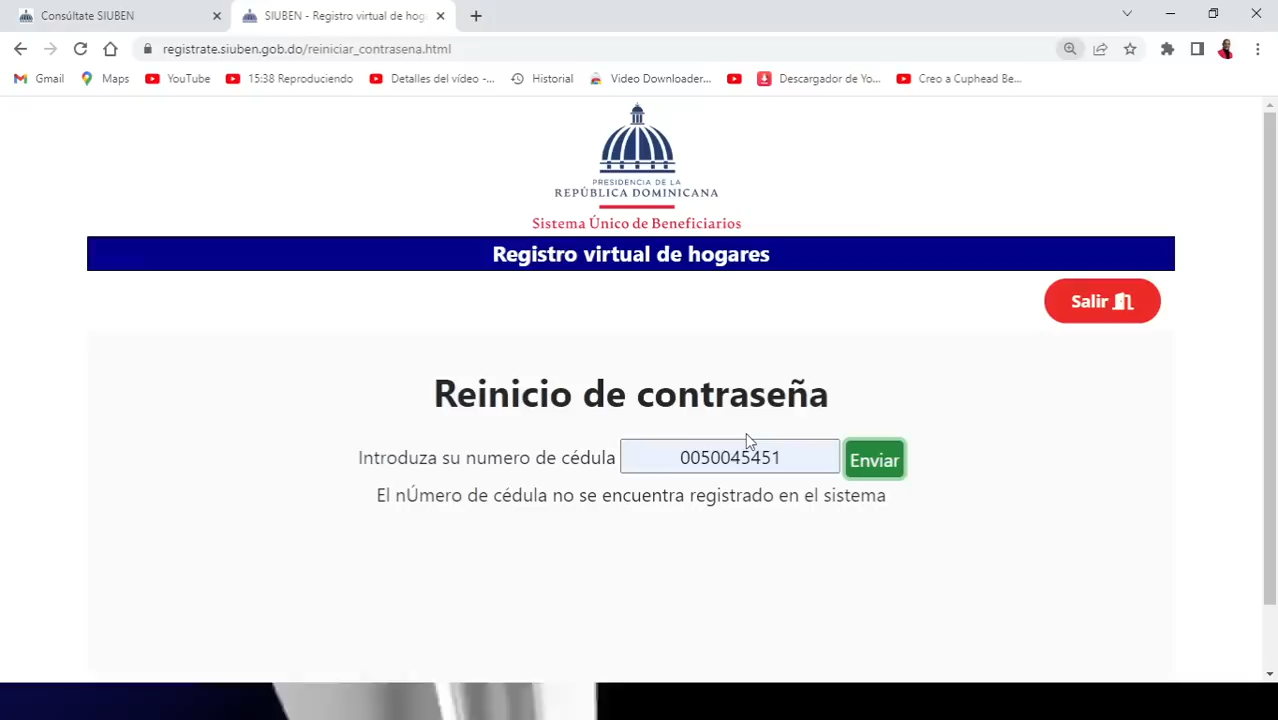 Consúltate SIUBEN
SIUBEN - Registro virtual de hog
registrate.siuben.gob.do/reiniciar_contrasena.html
Gmail Maps YouTube 15:38 Reproduciendo Detalles del vídeo -... Historial Video Downloader... Descargador de Yo... Creo a Cuphead Be...
PRESIDENCIA DE LA
REPÚBLICA DOMINICANA
Sistema Único de Beneficiarios
Registro virtual de hogares
Salir
Reinicio de contraseña
Introduza su numero de cédula 0050045451 Enviar
El nÚmero de cédula no se encuentra registrado en el sistema